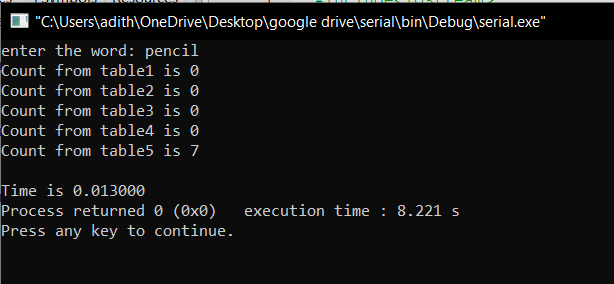 "C:\Users\adith\OneDrive\Desktop\google drive\serial\bin\Debug\serial.exe"
enter the word: pencil
Count from table1 is 0
Count from table2 is 0
Count from table3 is 0
Count from table4 is 0
Count from table5 is 7
Time is 0.013000
Process returned 0 (0x0)   execution time : 8.221 s
Press any key to continue.